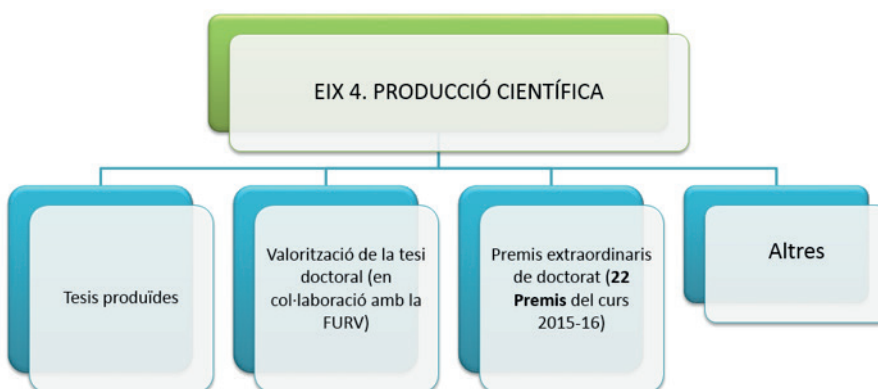 EIX 4. PRODUCCIÓ CIENTÍFICA
Tesis produïdes
Valorització de la tesi
doctoral (en
col·laboració amb la
FURV)
Premis extraordinaris
de doctorat (22
Premis del curs
2015-16)
Altres